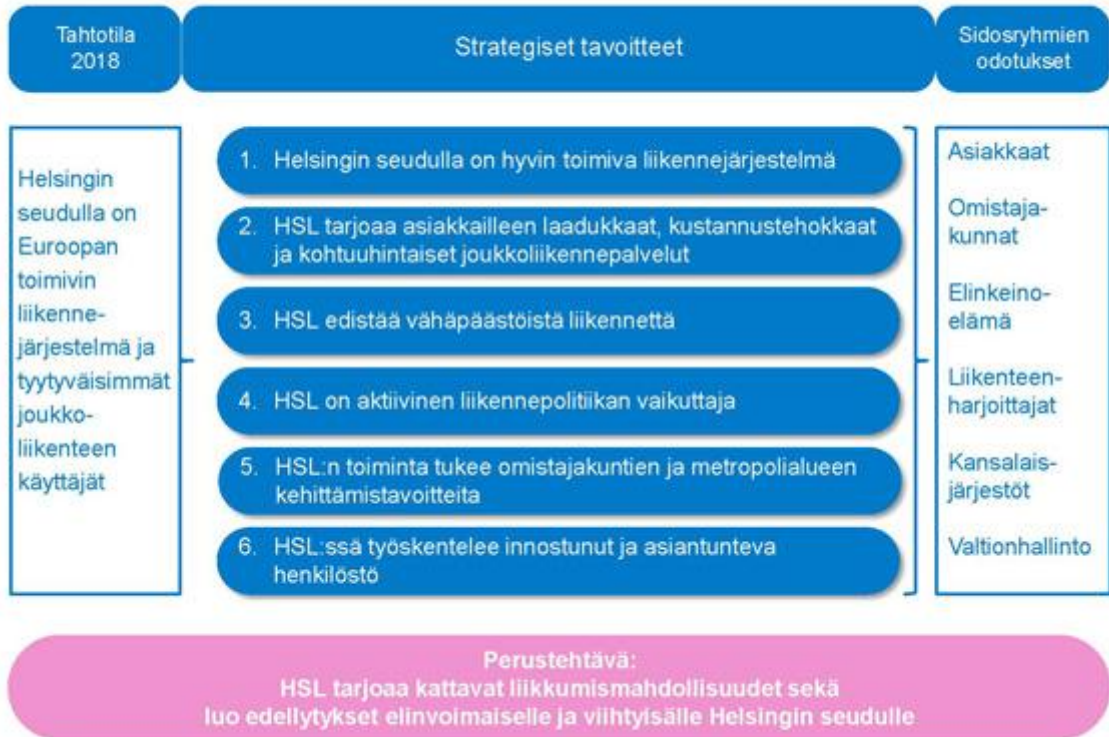 Tahtotila
2018
Strategiset tavoitteet
Sidosryhmien
odotukset
Helsingin
seudulla on
Euroopan
toimivin
liikenne-
järjestelmä ja
tyytyväisimmät
joukko-
liikenteen
käyttäjät
1. Helsingin seudulla on hyvin toimiva liikennejärjestelmä
2. HSL tarjoaa asiakkailleen laadukkaat, kustannustehokkaat
ja kohtuuhintaiset joukkoliikennepalvelut
3. HSL edistää vähäpäästöistä liikennettä
4. HSL on aktiivinen liikennepolitiikan vaikuttaja
5. HSL:n toiminta tukee omistajakuntien ja metropolialueen
kehittämistavoitteita
6. HSL:ssä työskentelee innostunut ja asiantunteva
henkilöstö
Asiakkaat
Omistaja-
kunnat
Elinkeino-
elämä
Liikenteen-
harjoittajat
Kansalais-
järjestöt
Valtionhallinto
Perustehtävä:
HSL tarjoaa kattavat liikkumismahdollisuudet sekä
luo edellytykset elinvoimaiselle ja viihtyisälle Helsingin seudulle